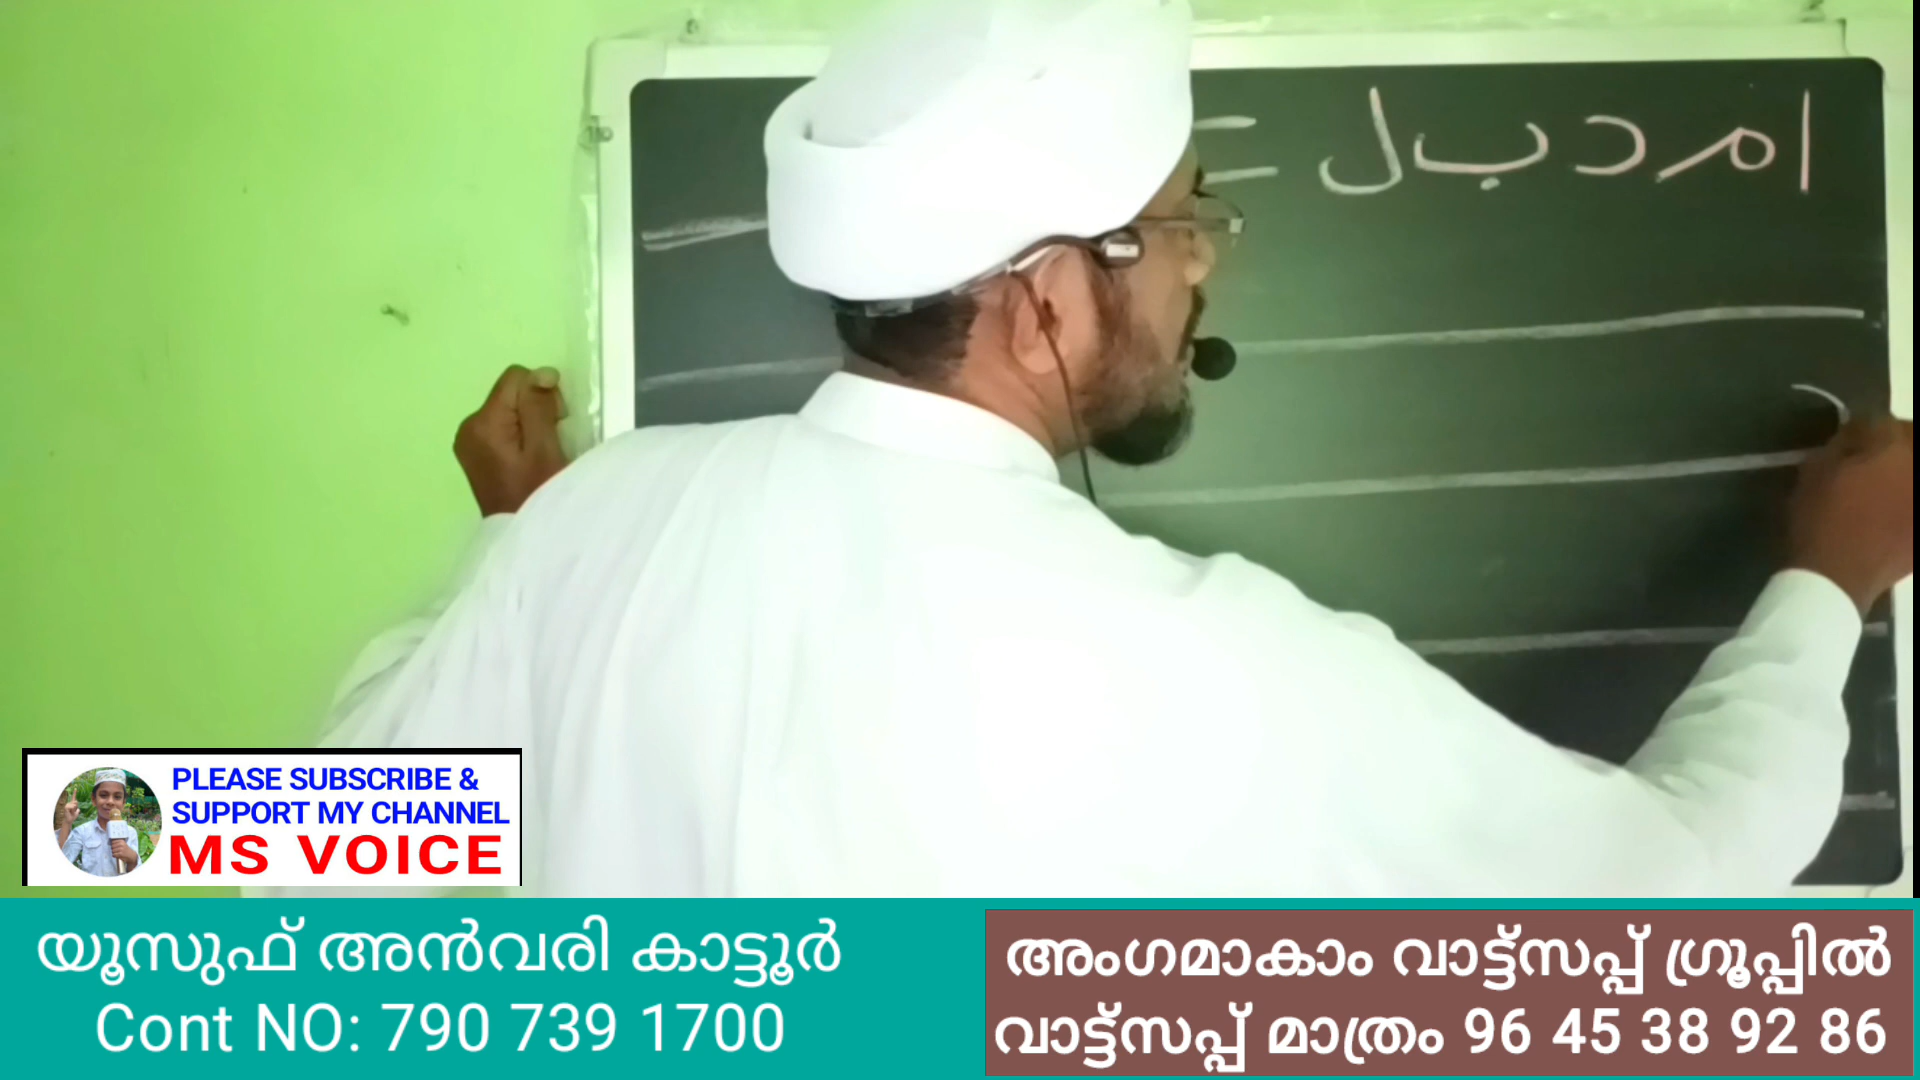 ا م د ب ل =
PLEASE SUBSCRIBE &
SUPPORT MY CHANNEL
MS VOICE
യൂസുഫ് അൻവരി കാട്ടൂർ
Cont NO: 790 739 1700
അംഗമാകാം വാട്ട്സപ്പ് ഗ്രൂപ്പിൽ
വാട്ട്സപ്പ് മാത്രം 96 45 38 92 86